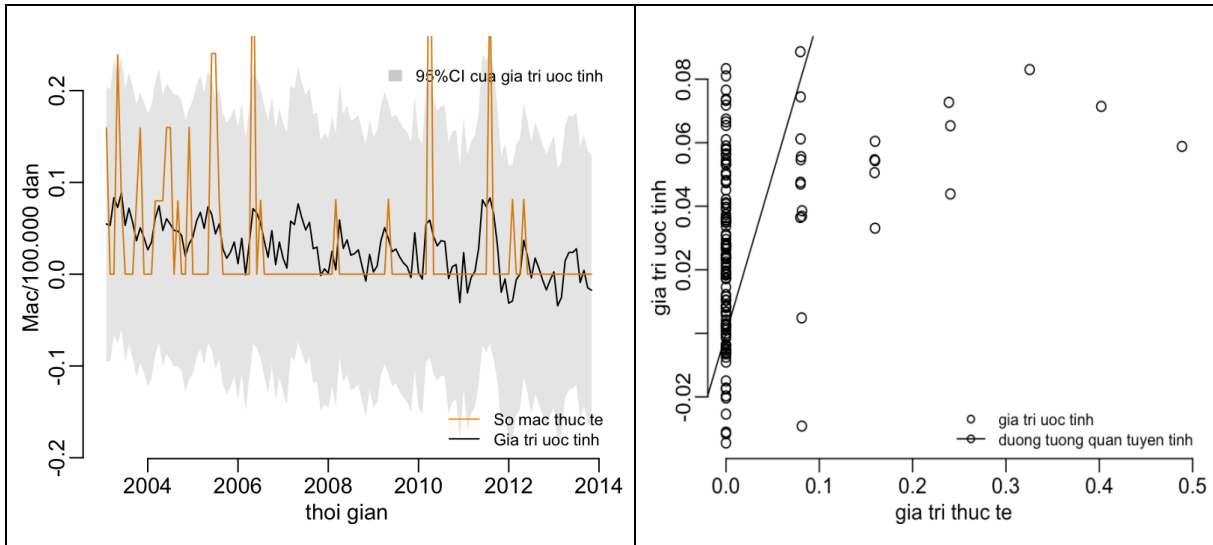 0.2
0.1
0.0
-0.1
-0.2
Mac/100.000 dan
95%CI cua gia tri uoc tinh
So mac thuc te
Gia tri uoc tinh
2004 2006 2008 2010 2012 2014
thoi gian
0.08
0.06
0.04
0.02
-0.02
gia tri uoc tinh
gia tri uoc tinh
duong tuong quan tuyen tinh
0.0 0.1 0.2 0.3 0.4 0.5
gia tri thuc te